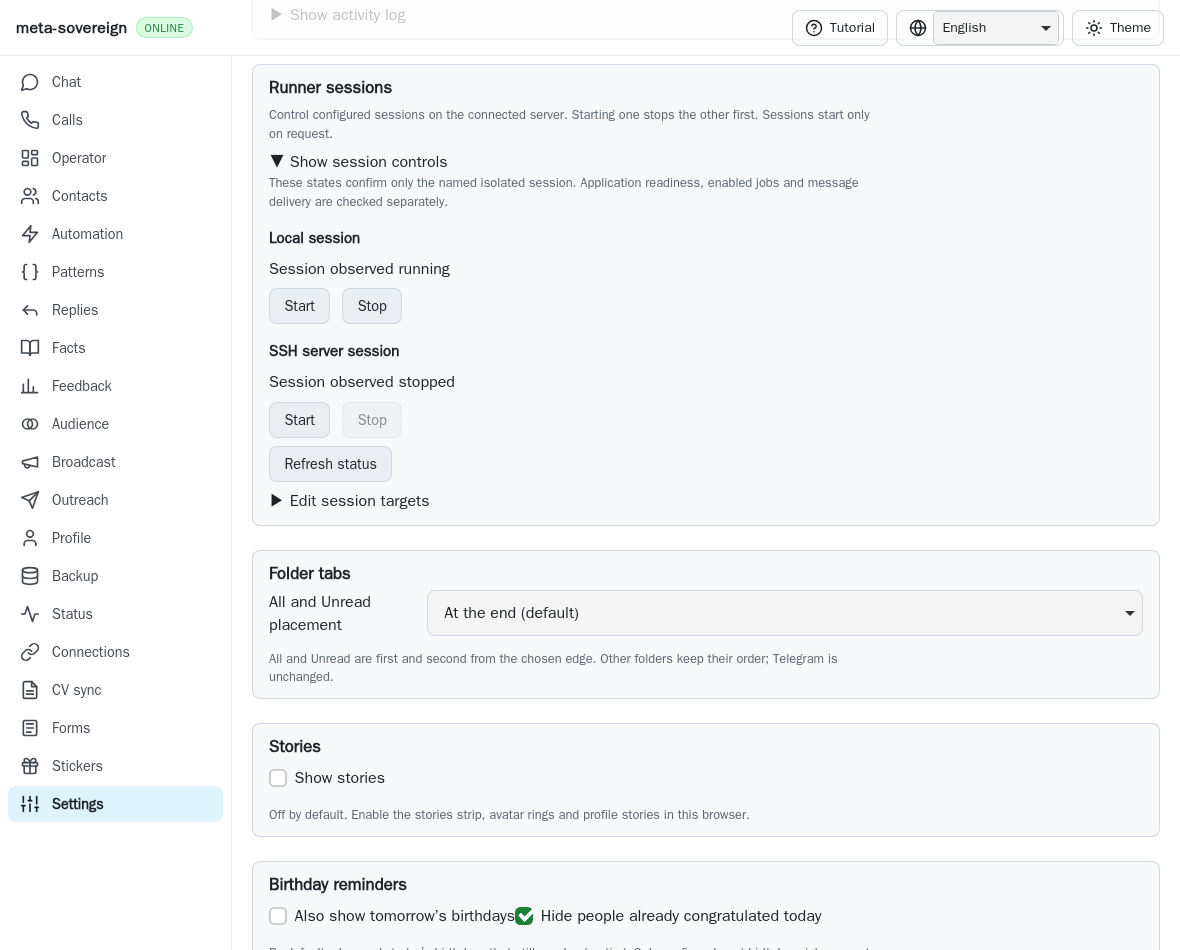 meta-sovereign ONLINE
▶ Show activity log
Tutorial
English
Theme
Chat
Calls
Operator
Contacts
Automation
Patterns
Replies
Facts
Feedback
Audience
Broadcast
Outreach
Profile
Backup
Status
Connections
CV sync
Forms
Stickers
Settings
Runner sessions
Control configured sessions on the connected server. Starting one stops the other first. Sessions start only
on request.
▼ Show session controls
These states confirm only the named isolated session. Application readiness, enabled jobs and message
delivery are checked separately.
Local session
Session observed running
Start Stop
SSH server session
Session observed stopped
Start Stop
Refresh status
▶ Edit session targets
Folder tabs
All and Unread
placement
At the end (default)
All and Unread are first and second from the chosen edge. Other folders keep their order; Telegram is
unchanged.
Stories
Show stories
Off by default. Enable the stories strip, avatar rings and profile stories in this browser.
Birthday reminders
Also show tomorrow's birthdays Hide people already congratulated today